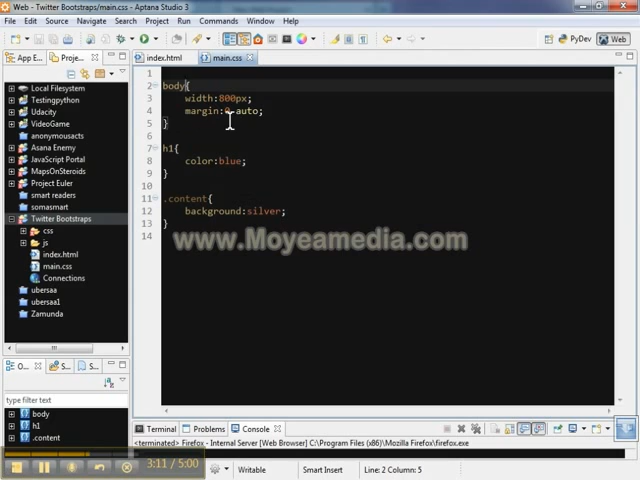 Web - Twitter Bootstraps/main.css - Aptana Studio 3
File Edit Source Navigate Search Project Run Commands Window Help
PyDev Web
App E... Proje...
index.html main.css
Local Filesystem
Testingpython
Udacity
VideoGame
anonymousacts
Asana Enemy
JavaScript Portal
MapsOnSteroids
Project Euler
smart readers
somasmart
Twitter Bootstraps
css
js
index.html
main.css
Connections
ubersaa
ubersaa1
Zamunda
1
2 body{
3 width:800px;
4 margin:0 auto;
5 }
6
7 h1{
8 color:blue;
9 }
10
11 .content{
12 background:silver;
13 }
14
www.Moyeamedia.com
O... S... S...
type filter text
body
h1
.content
Terminal Problems Console
<terminated> Firefox - Internal Server [Web Browser] C:\Program Files (x86)\Mozilla Firefox\firefox.exe
3:11 / 5:00
Writable Smart Insert Line: 2 Column: 5